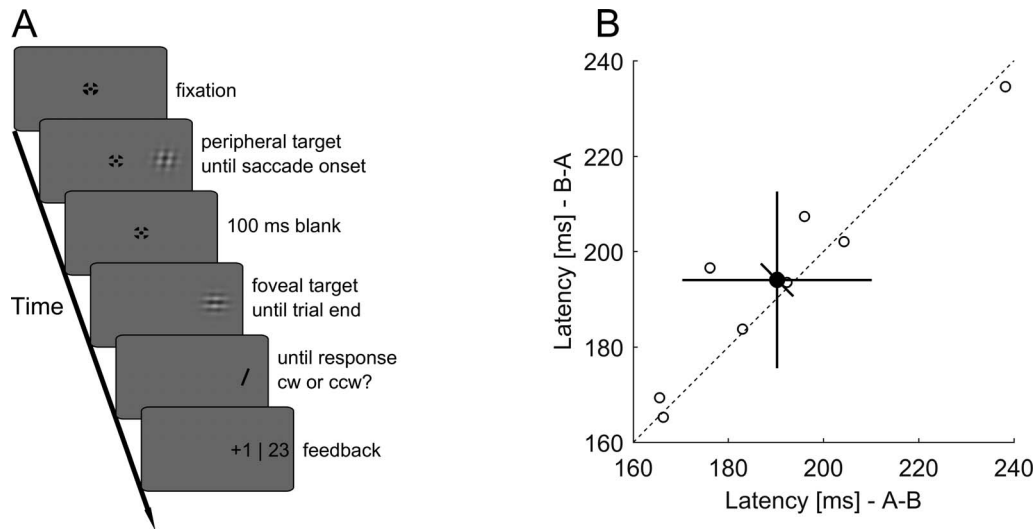 A
fixation
peripheral target
until saccade onset
100 ms blank
foveal target
until trial end
Time
until response
cw or ccw?
+1 | 23
feedback
B
Latency [ms] - B-A
240
220
200
180
160
160 180 200 220 240
Latency [ms] - A-B